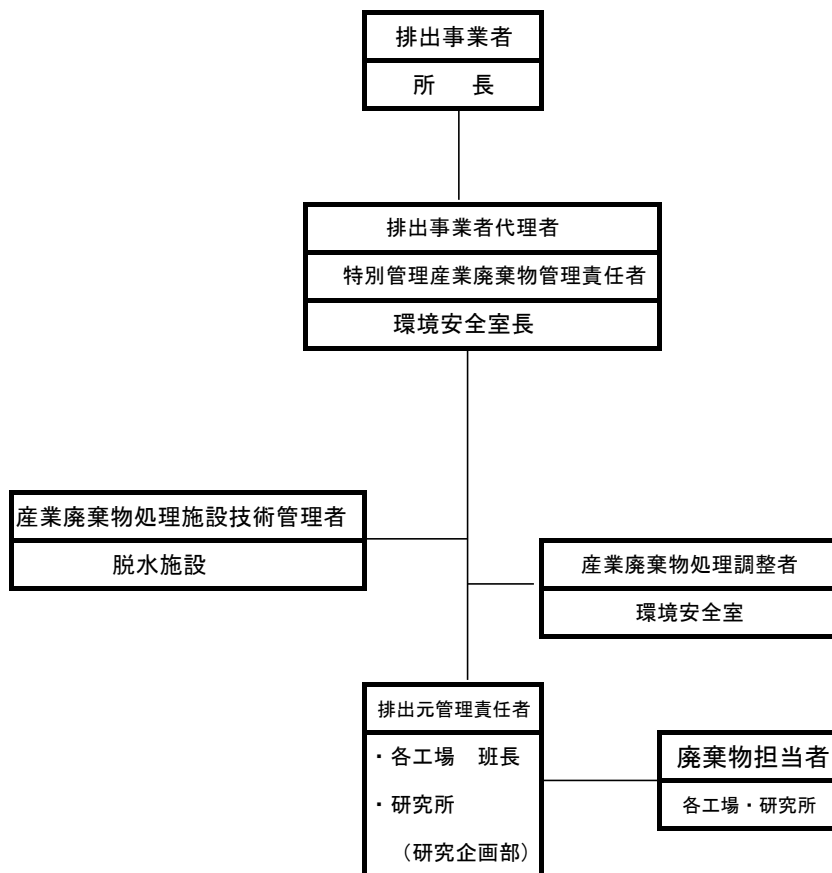 排出事業者
所　長
排出事業者代理者
特別管理産業廃棄物管理責任者
環境安全室長
産業廃棄物処理施設技術管理者
脱水施設
産業廃棄物処理調整者
環境安全室
排出元管理責任者
・各工場　班長
・研究所
（研究企画部）
廃棄物担当者
各工場・研究所